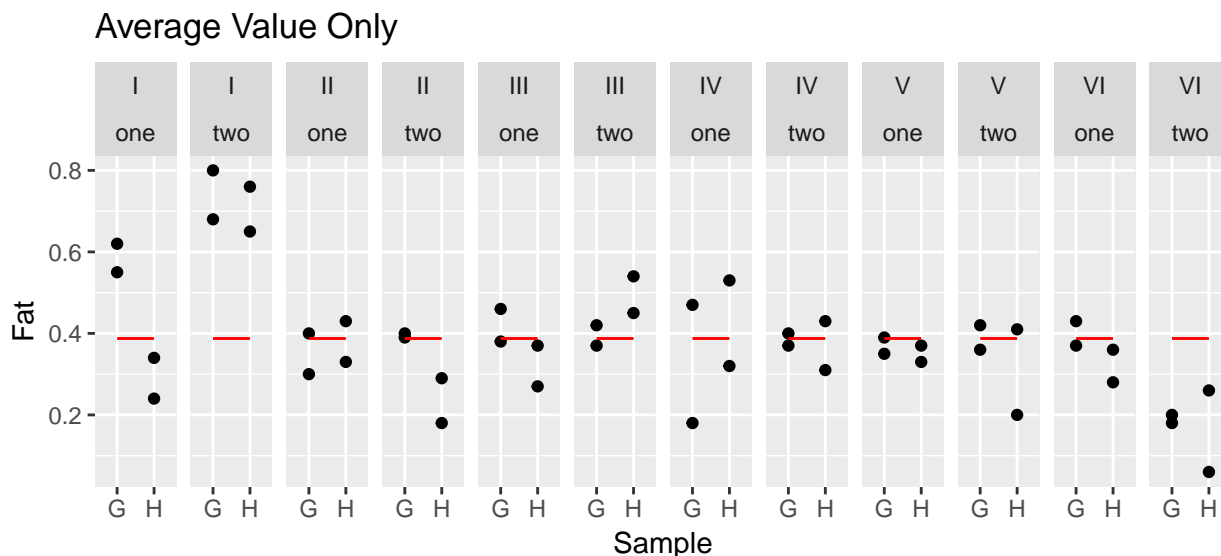 Average Value Only
I I II II III III IV IV V V VI VI
one two one two one two one two one two one two
0.8
0.6
0.4
0.2
Fat
G H G H G H G H G H G H G H G H G H G H G H G H
Sample